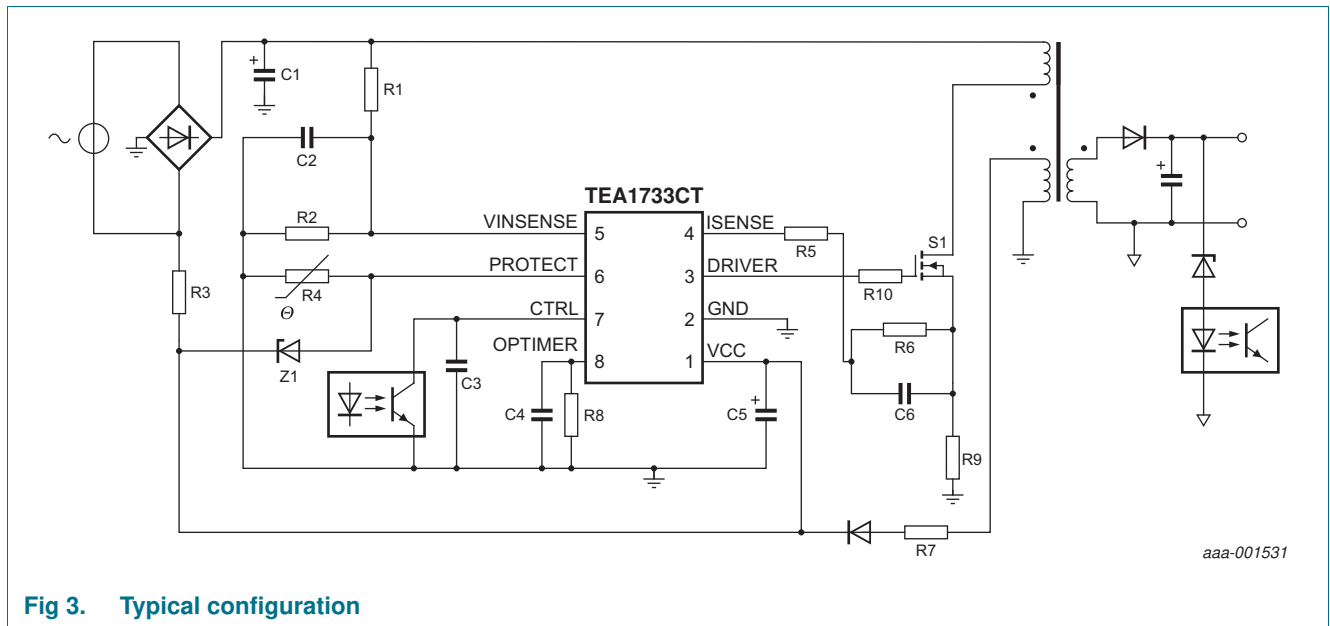 C1
R1
C2
TEA1733CT
R2
VINSENSE
5
4
ISENSE
R5
S1
PROTECT
6
3
DRIVER
R10
R3
R4
Θ
CTRL
7
2
GND
OPTIMER
8
1
VCC
R6
Z1
C3
C4
R8
C5
C6
R9
R7
aaa-001531
Fig 3. Typical configuration